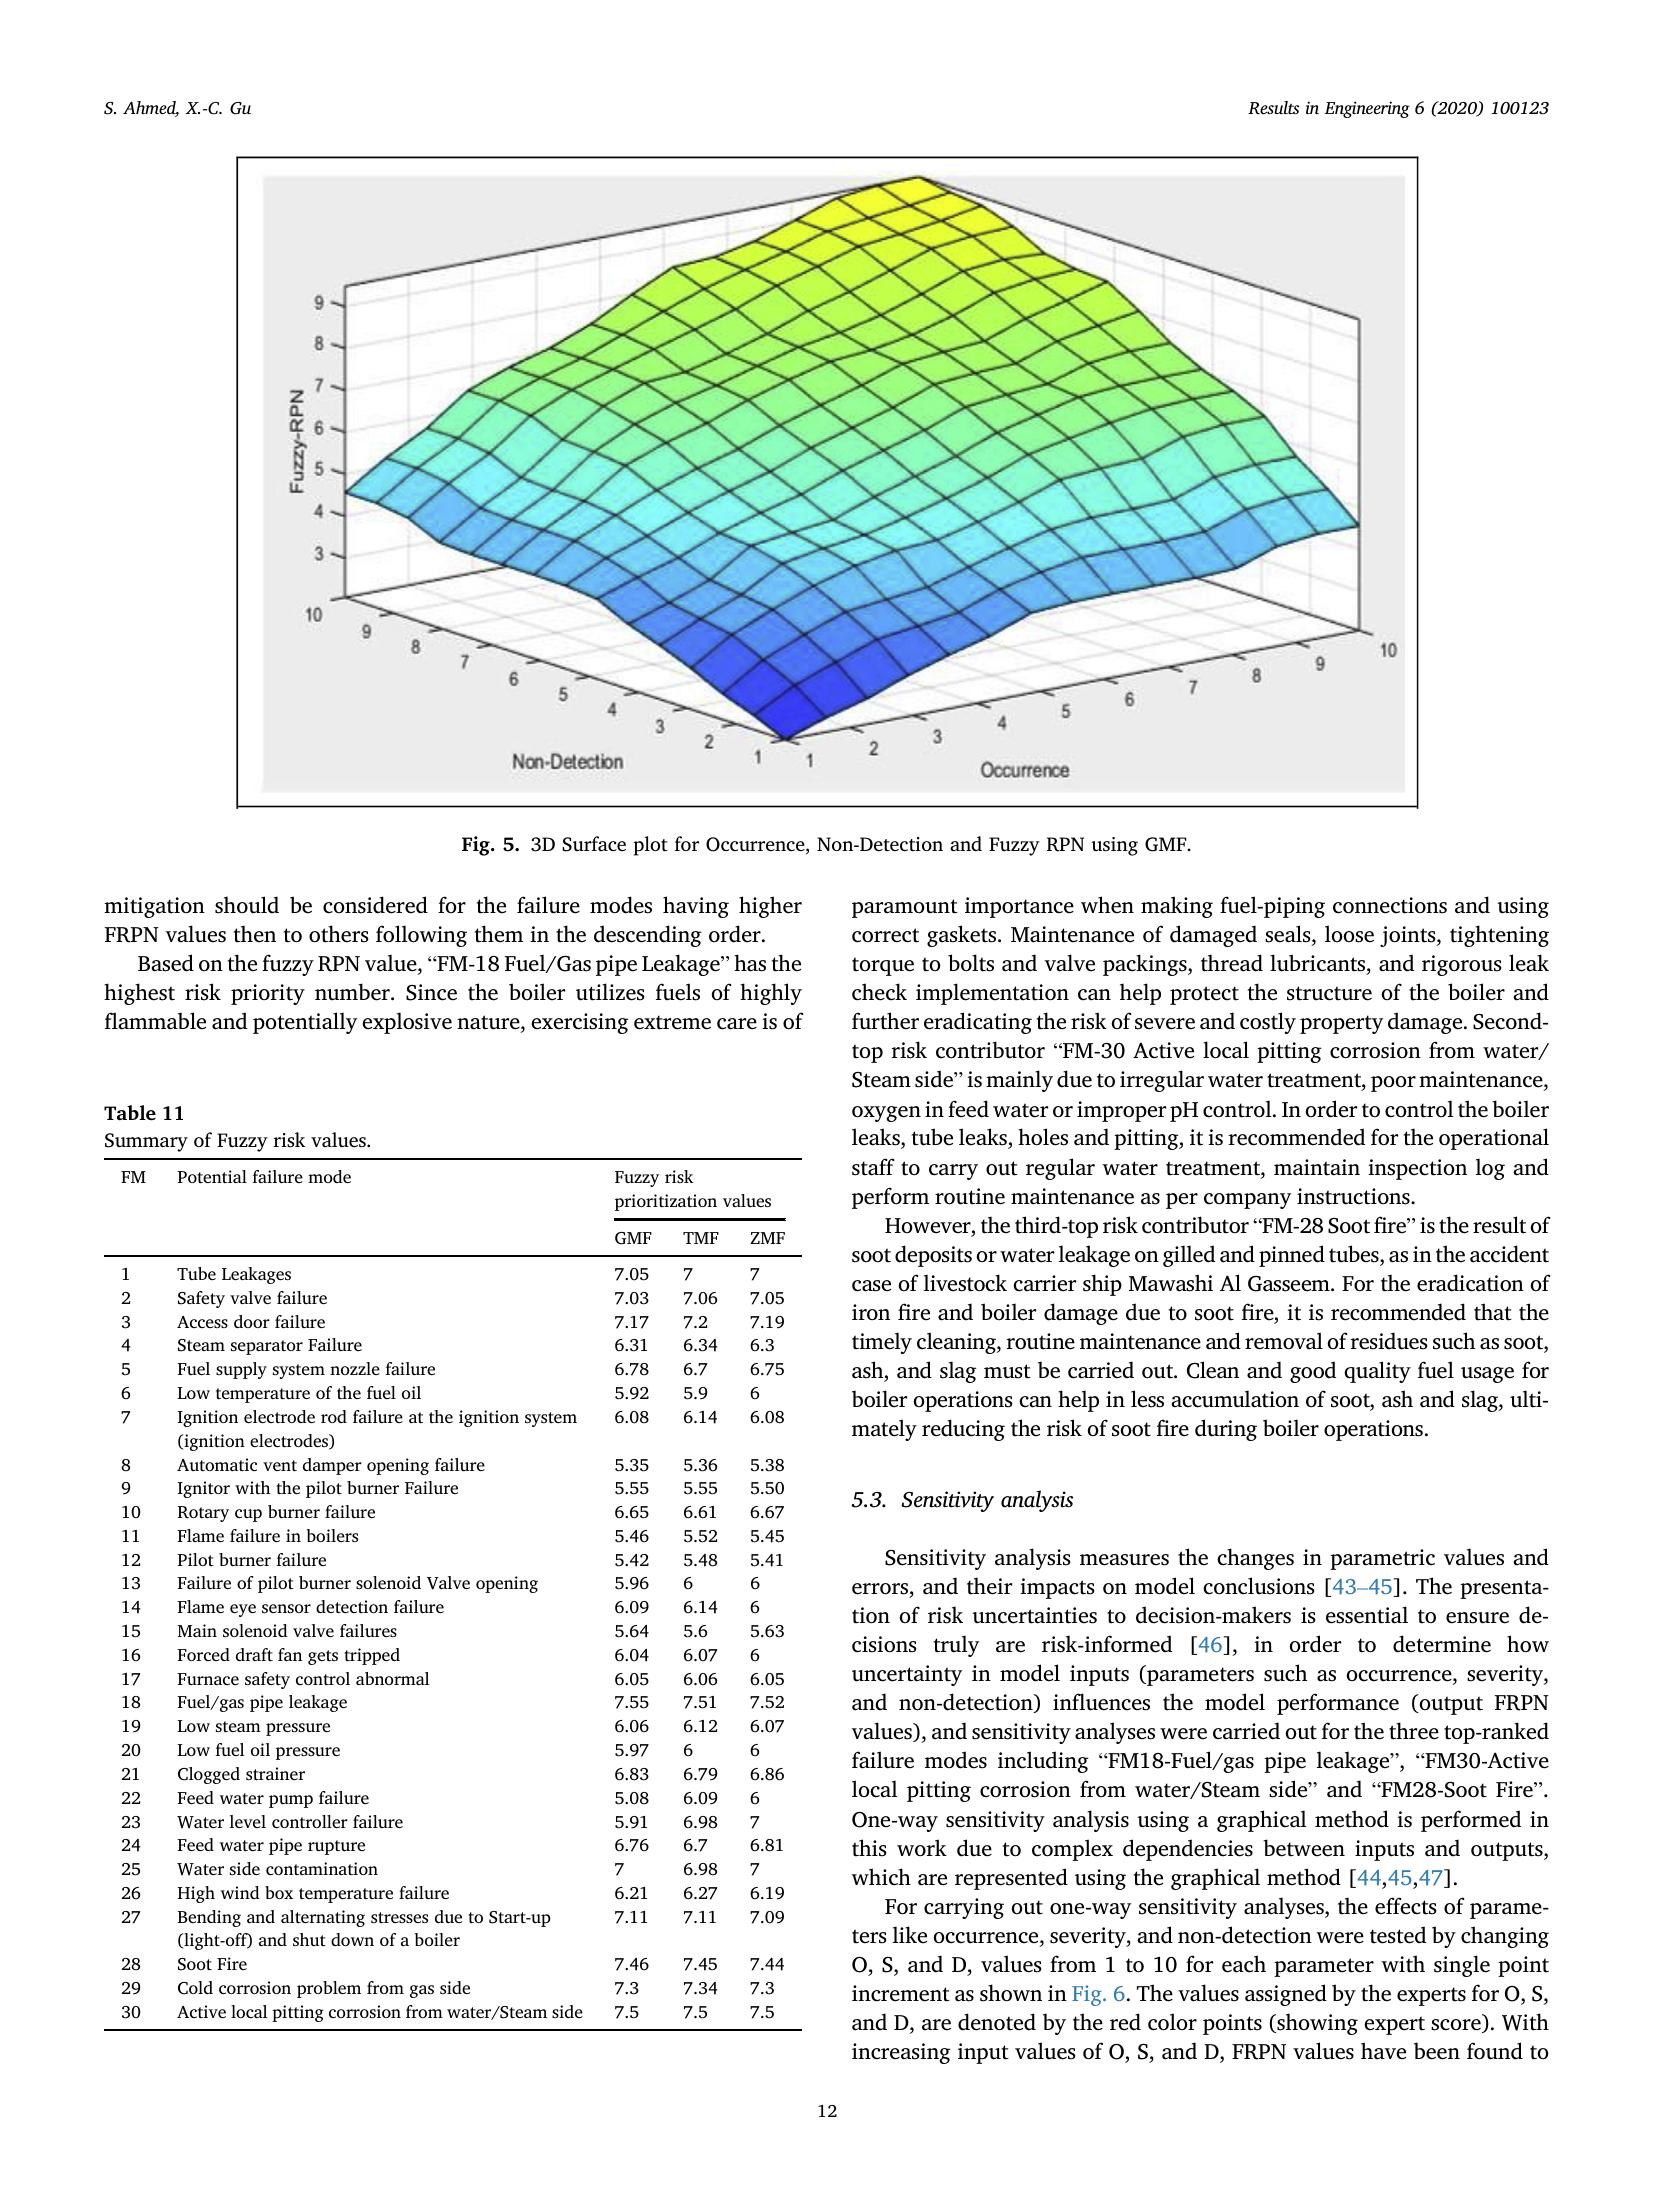 S. Ahmed, X.-C. Gu
Results in Engineering 6 (2020) 100123
9
8
7
6
5
4
3
Fuzzy-RPN
10
9
8
7
6
5
4
3
2
1
Non-Detection
1
2
3
4
5
6
7
8
9
10
Occurrence
Fig. 5. 3D Surface plot for Occurrence, Non-Detection and Fuzzy RPN using GMF.
mitigation should be considered for the failure modes having higher
FRPN values then to others following them in the descending order.
Based on the fuzzy RPN value, “FM-18 Fuel/Gas pipe Leakage” has the
highest risk priority number. Since the boiler utilizes fuels of highly
flammable and potentially explosive nature, exercising extreme care is of
Table 11
Summary of Fuzzy risk values.
FM Potential failure mode Fuzzy risk
prioritization values
GMF TMF ZMF
1 Tube Leakages 7.05 7 7
2 Safety valve failure 7.03 7.06 7.05
3 Access door failure 7.17 7.2 7.19
4 Steam separator Failure 6.31 6.34 6.3
5 Fuel supply system nozzle failure 6.78 6.7 6.75
6 Low temperature of the fuel oil 5.92 5.9 6
7 Ignition electrode rod failure at the ignition system 6.08 6.14 6.08
(ignition electrodes)
8 Automatic vent damper opening failure 5.35 5.36 5.38
9 Ignitor with the pilot burner Failure 5.55 5.55 5.50
10 Rotary cup burner failure 6.65 6.61 6.67
11 Flame failure in boilers 5.46 5.52 5.45
12 Pilot burner failure 5.42 5.48 5.41
13 Failure of pilot burner solenoid Valve opening 5.96 6 6
14 Flame eye sensor detection failure 6.09 6.14 6
15 Main solenoid valve failures 5.64 5.6 5.63
16 Forced draft fan gets tripped 6.04 6.07 6
17 Furnace safety control abnormal 6.05 6.06 6.05
18 Fuel/gas pipe leakage 7.55 7.51 7.52
19 Low steam pressure 6.06 6.12 6.07
20 Low fuel oil pressure 5.97 6 6
21 Clogged strainer 6.83 6.79 6.86
22 Feed water pump failure 5.08 6.09 6
23 Water level controller failure 5.91 6.98 7
24 Feed water pipe rupture 6.76 6.7 6.81
25 Water side contamination 7 6.98 7
26 High wind box temperature failure 6.21 6.27 6.19
27 Bending and alternating stresses due to Start-up 7.11 7.11 7.09
(light-off) and shut down of a boiler
28 Soot Fire 7.46 7.45 7.44
29 Cold corrosion problem from gas side 7.3 7.34 7.3
30 Active local pitting corrosion from water/Steam side 7.5 7.5 7.5
paramount importance when making fuel-piping connections and using
correct gaskets. Maintenance of damaged seals, loose joints, tightening
torque to bolts and valve packings, thread lubricants, and rigorous leak
check implementation can help protect the structure of the boiler and
further eradicating the risk of severe and costly property damage. Second-
top risk contributor “FM-30 Active local pitting corrosion from water/
Steam side” is mainly due to irregular water treatment, poor maintenance,
oxygen in feed water or improper pH control. In order to control the boiler
leaks, tube leaks, holes and pitting, it is recommended for the operational
staff to carry out regular water treatment, maintain inspection log and
perform routine maintenance as per company instructions.
However, the third-top risk contributor “FM-28 Soot fire” is the result of
soot deposits or water leakage on gilled and pinned tubes, as in the accident
case of livestock carrier ship Mawashi Al Gasseem. For the eradication of
iron fire and boiler damage due to soot fire, it is recommended that the
timely cleaning, routine maintenance and removal of residues such as soot,
ash, and slag must be carried out. Clean and good quality fuel usage for
boiler operations can help in less accumulation of soot, ash and slag, ulti-
mately reducing the risk of soot fire during boiler operations.
5.3. Sensitivity analysis
Sensitivity analysis measures the changes in parametric values and
errors, and their impacts on model conclusions [43–45]. The presenta-
tion of risk uncertainties to decision-makers is essential to ensure de-
cisions truly are risk-informed [46], in order to determine how
uncertainty in model inputs (parameters such as occurrence, severity,
and non-detection) influences the model performance (output FRPN
values), and sensitivity analyses were carried out for the three top-ranked
failure modes including “FM18-Fuel/gas pipe leakage”, “FM30-Active
local pitting corrosion from water/Steam side” and “FM28-Soot Fire”.
One-way sensitivity analysis using a graphical method is performed in
this work due to complex dependencies between inputs and outputs,
which are represented using the graphical method [44,45,47].
For carrying out one-way sensitivity analyses, the effects of parame-
ters like occurrence, severity, and non-detection were tested by changing
O, S, and D, values from 1 to 10 for each parameter with single point
increment as shown in Fig. 6. The values assigned by the experts for O, S,
and D, are denoted by the red color points (showing expert score). With
increasing input values of O, S, and D, FRPN values have been found to
12